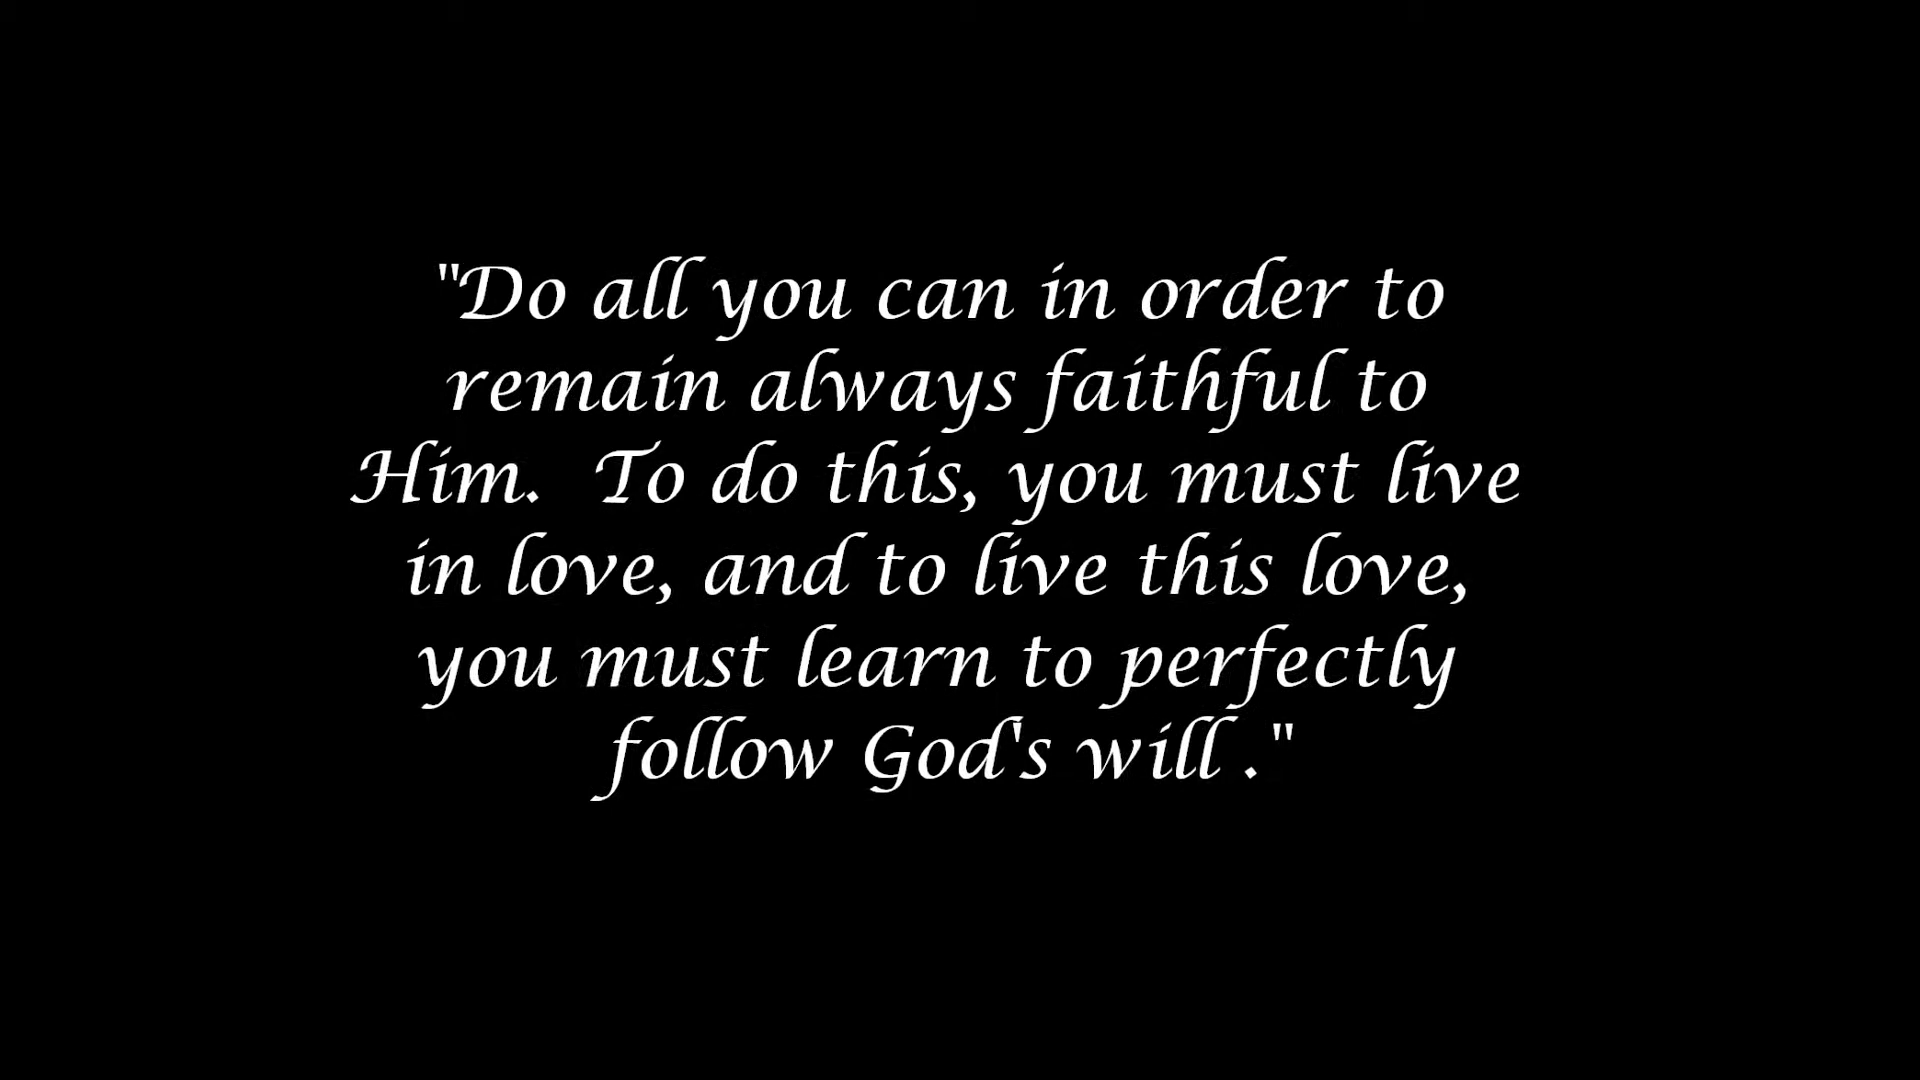 "Do all you can in order to
remain always faithful to
Him.  To do this, you must live
in love, and to live this love,
you must learn to perfectly
follow God's will ."